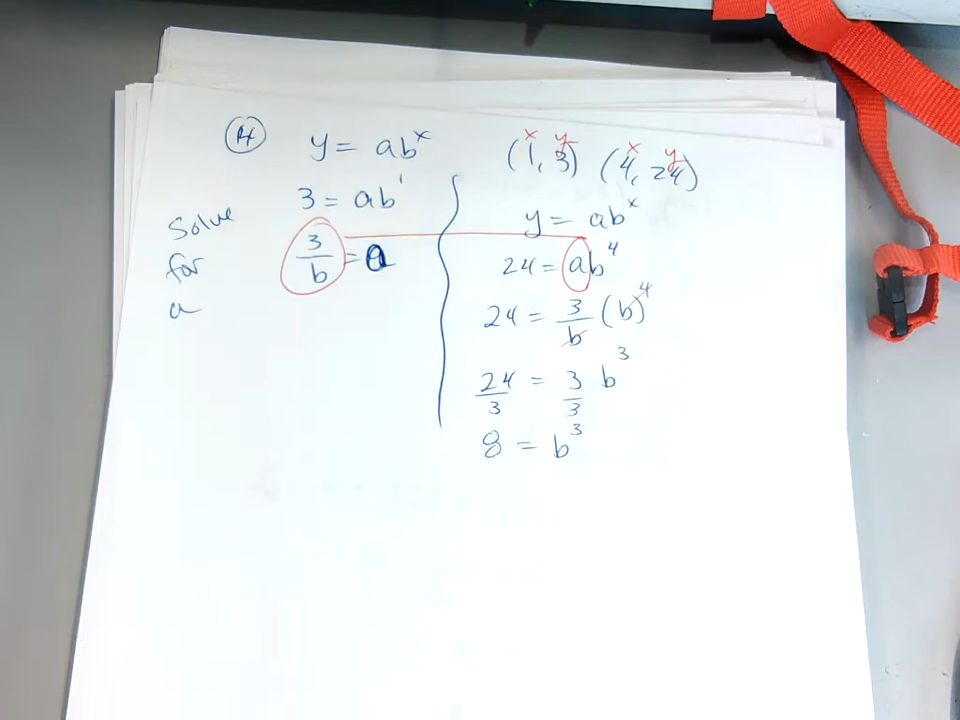 14 y = ab^x (1, 3) (4, 24)
x y x y
3 = ab^1
Solve for a
3/b = a
y = ab^x
24 = ab^4
24 = 3/b (b)^4
24/3 = 3/3 b^3
8 = b^3